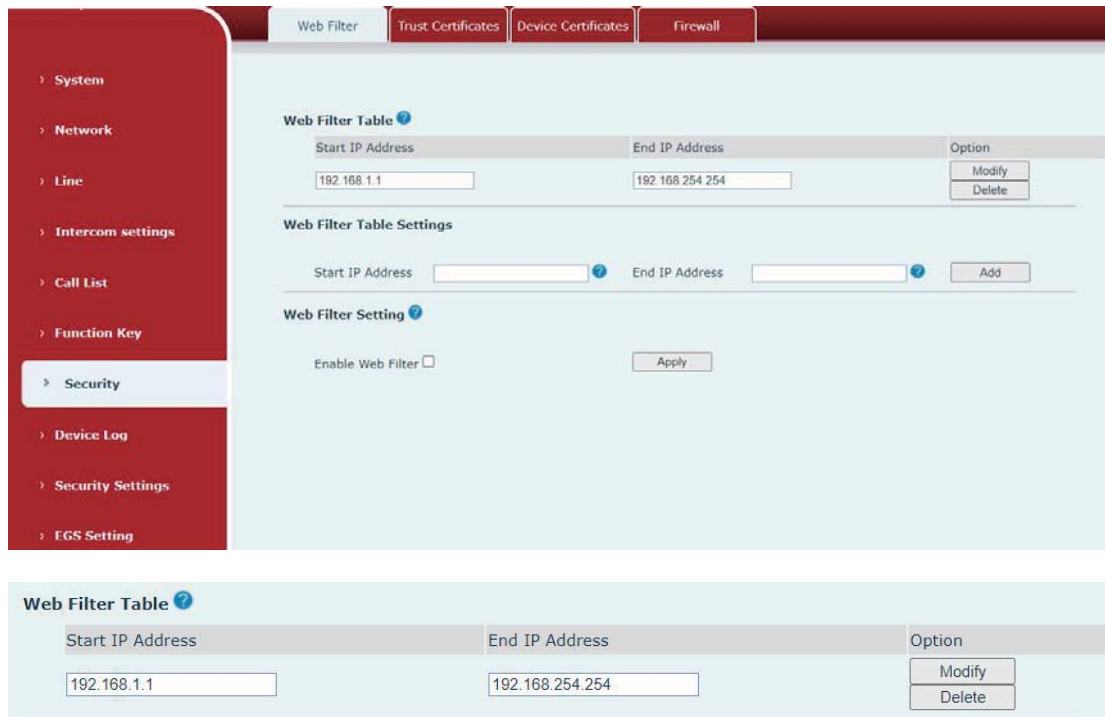 Web Filter
Trust Certificates
Device Certificates
Firewall
System
Network
Line
Intercom settings
Call List
Function Key
Security
Device Log
Security Settings
EGS Setting
Web Filter Table
Start IP Address End IP Address Option
192.168.1.1 192.168.254.254 Modify
Delete
Web Filter Table Settings
Start IP Address End IP Address Add
Web Filter Setting
Enable Web Filter Apply
Web Filter Table
Start IP Address End IP Address Option
192.168.1.1 192.168.254.254 Modify
Delete